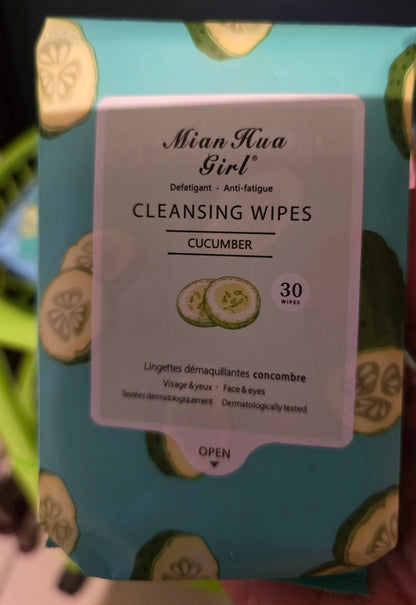 Mian Hua
Girl®
Defatigant · Anti-fatigue
CLEANSING WIPES
CUCUMBER
30
WIPES
Lingettes démaquillantes concombre
Visage & yeux · Face & eyes
Testées dermatologiquement Dermatologically tested
OPEN